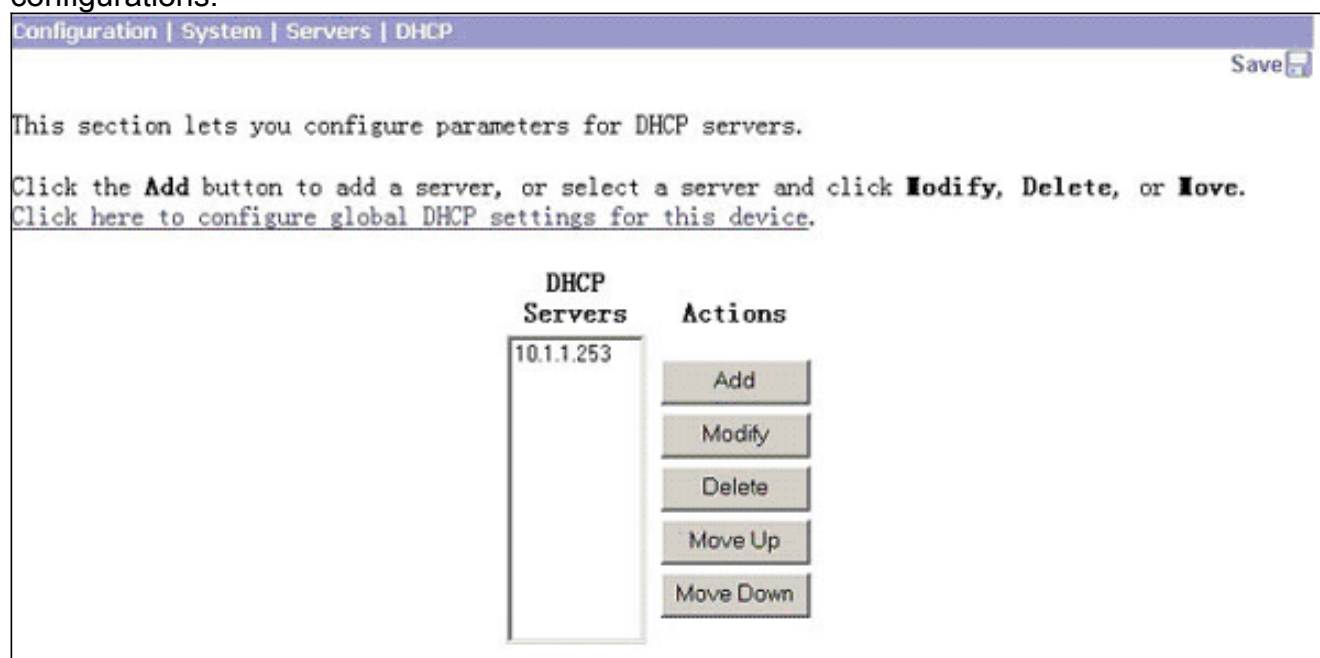 configurations:
Configuration | System | Servers | DHCP
Save
This section lets you configure parameters for DHCP servers.
Click the Add button to add a server, or select a server and click Modify, Delete, or Move.
Click here to configure global DHCP settings for this device.
DHCP
Servers Actions
10.1.1.253
Add
Modify
Delete
Move Up
Move Down